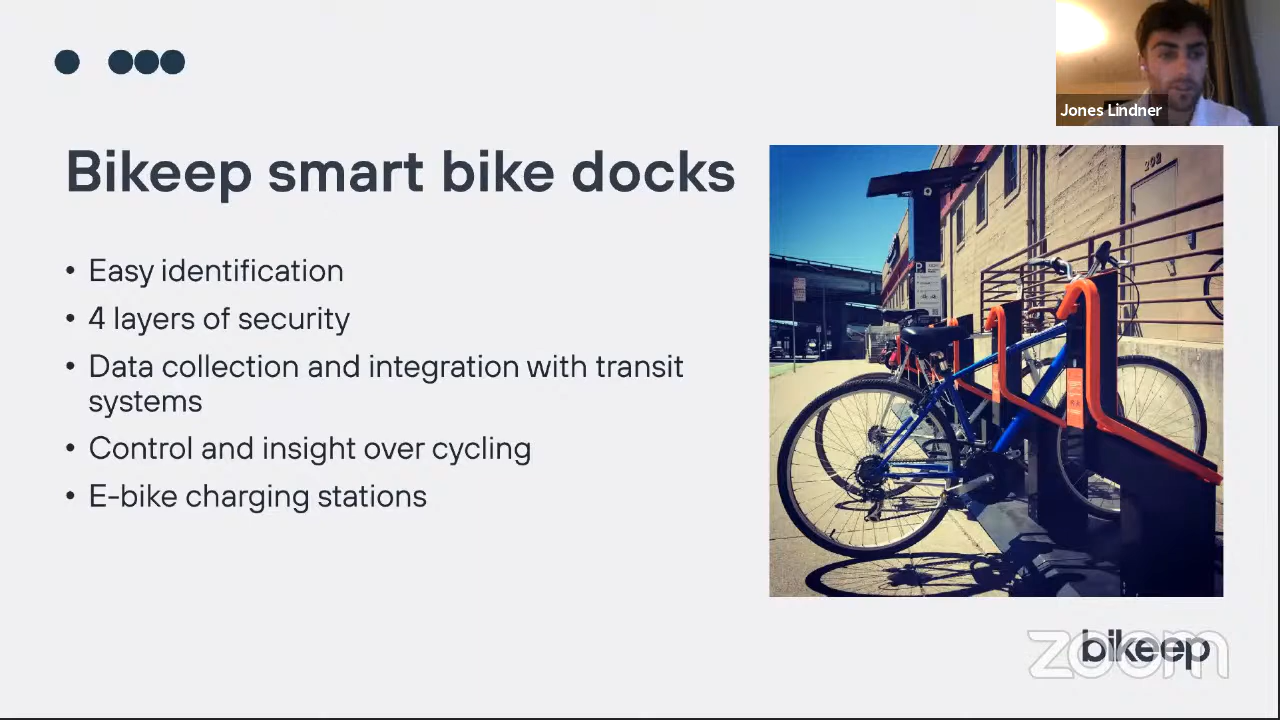 Jones Lindner
Bikeep smart bike docks
• Easy identification
• 4 layers of security
• Data collection and integration with transit
systems
• Control and insight over cycling
• E-bike charging stations
202
P
bikeep
zoom